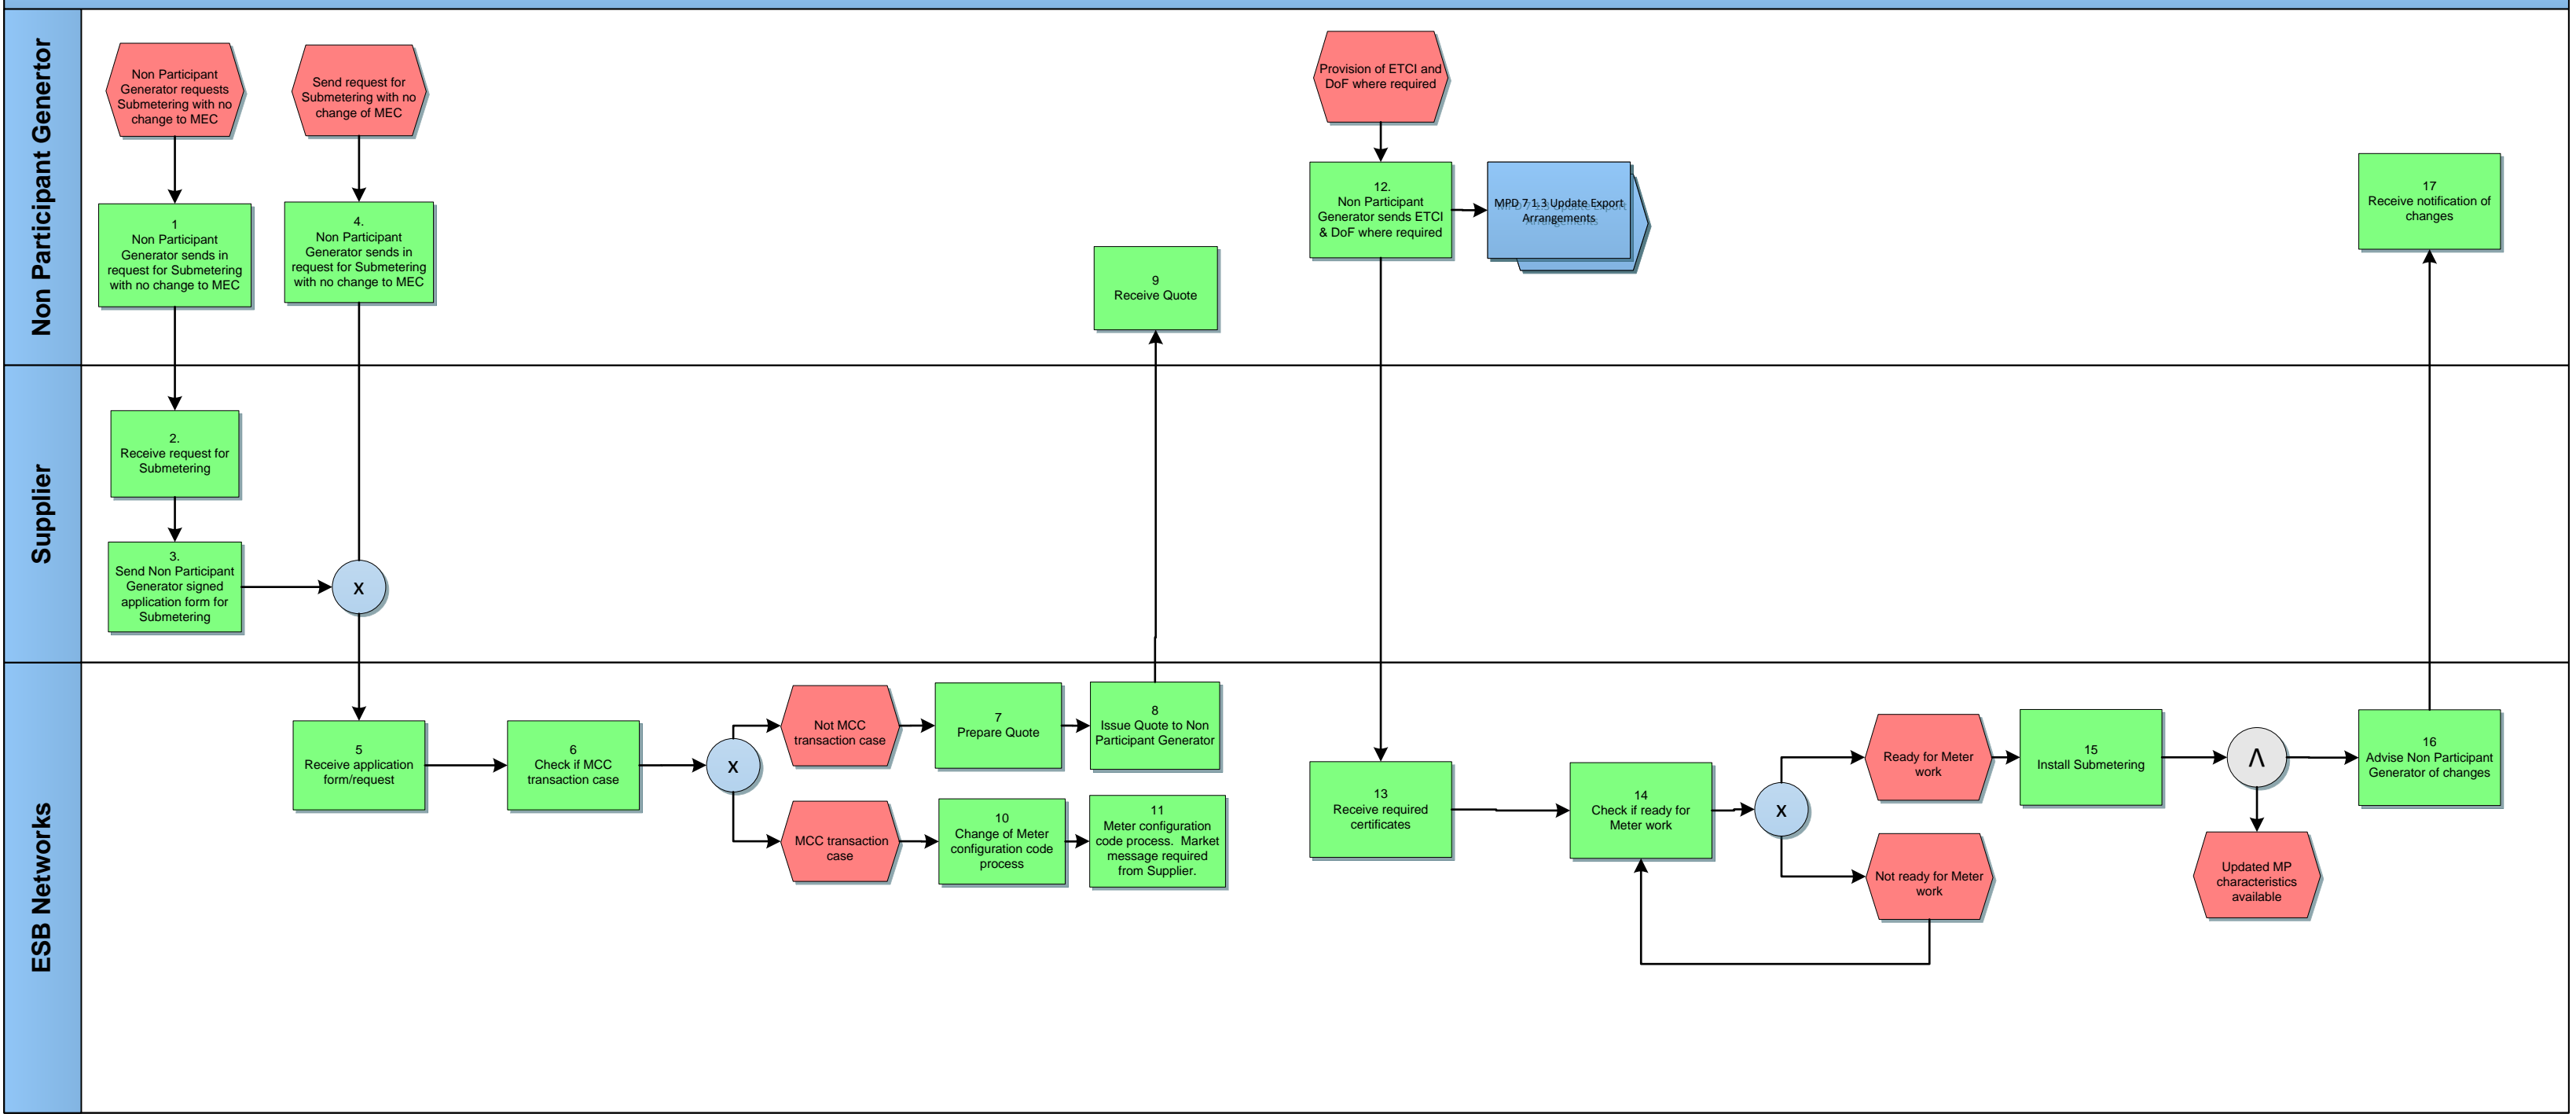 Non Participant Genertor
Non Participant
Generator requests
Submetering with no
change to MEC
Send request for
Submetering with no
change of MEC
1
Non Participant
Generator sends in
request for Submetering
with no change to MEC
4.
Non Participant
Generator sends in
request for Submetering
with no change to MEC
9
Receive Quote
Provision of ETCI and
DoF where required
12.
Non Participant
Generator sends ETCI
& DoF where required
MPD 7 1.3 Update Export
Arrangements
17
Receive notification of
changes
Supplier
2.
Receive request for
Submetering
3.
Send Non Participant
Generator signed
application form for
Submetering
X
ESB Networks
5
Receive application
form/request
6
Check if MCC
transaction case
X
Not MCC
transaction case
7
Prepare Quote
8
Issue Quote to Non
Participant Generator
MCC transaction
case
10
Change of Meter
configuration code
process
11
Meter configuration
code process.  Market
message required
from Supplier.
13
Receive required
certificates
14
Check if ready for
Meter work
X
Ready for Meter
work
Not ready for Meter
work
15
Install Submetering
Λ
Updated MP
characteristics
available
16
Advise Non Participant
Generator of changes